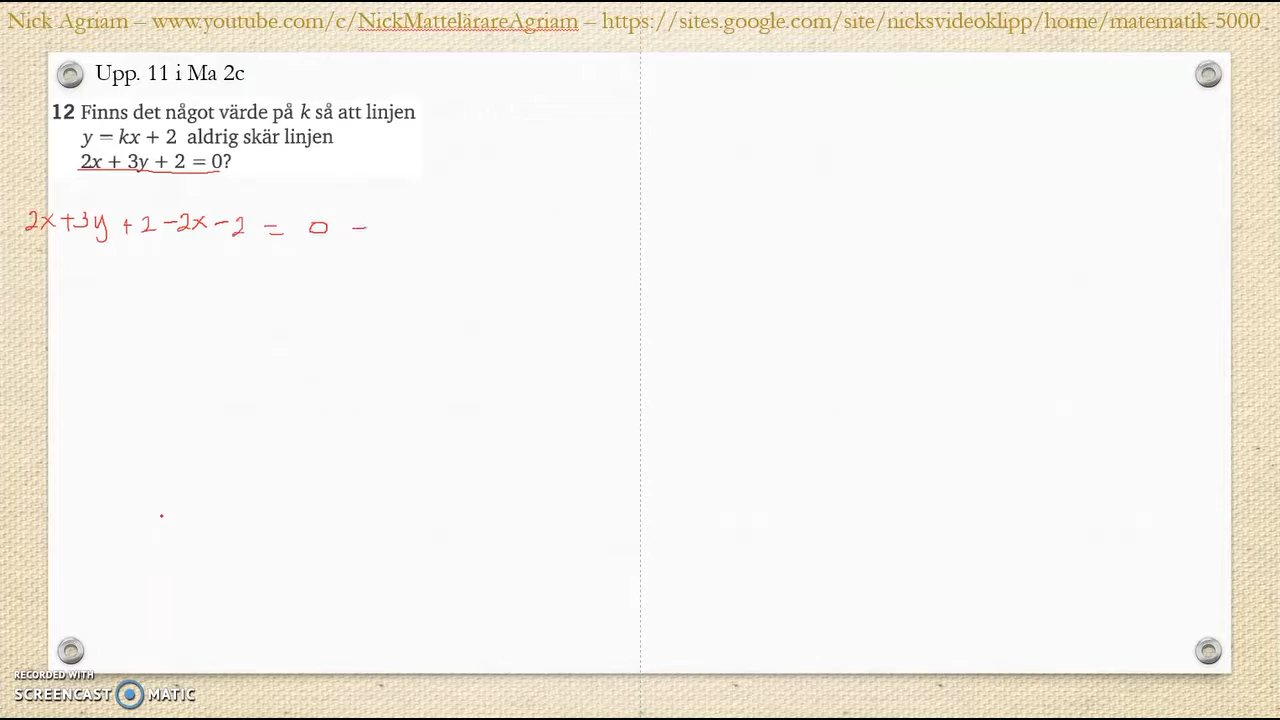 Nick Agriam – www.youtube.com/c/NickMattelärareAgriam – https://sites.google.com/site/nicksvideoklipp/home/matematik-5000
Upp. 11 i Ma 2c
12 Finns det något värde på k så att linjen
y = kx + 2 aldrig skär linjen
2x + 3y + 2 = 0?
2x+3y +2 -2x -2 = 0 -
RECORDED WITH
SCREENCAST MATIC